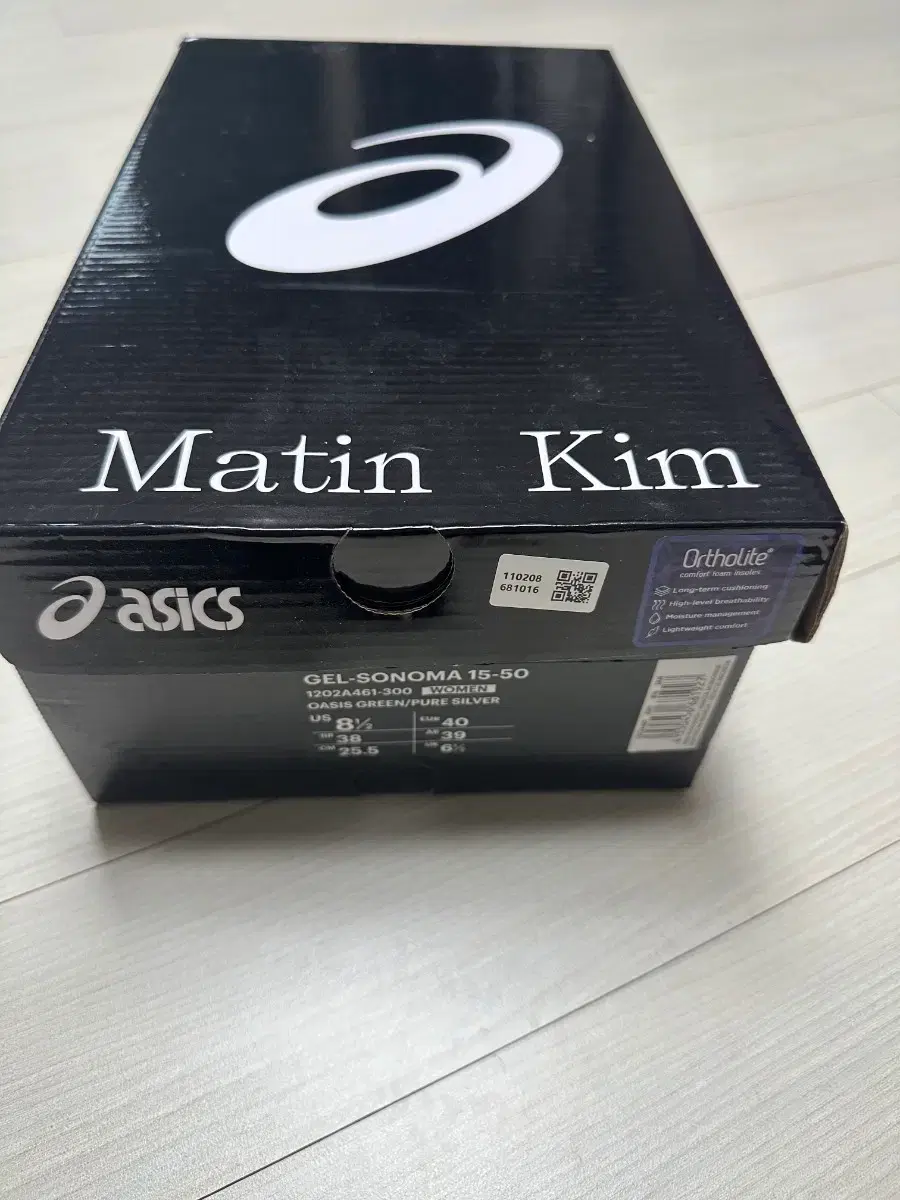 Matin Kim
asics
110208
681016
Ortholite®
comfort foam insoles
Long-term cushioning
High-level breathability
Moisture management
Lightweight comfort
GEL-SONOMA 15-50
1202A461-300 WOMEN
OASIS GREEN/PURE SILVER
US 8½ EUR 40
38 39
CM 25.5 6½